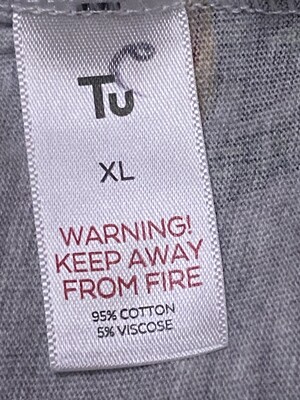 Tu
XL
WARNING!
KEEP AWAY
FROM FIRE
95% COTTON
5% VISCOSE